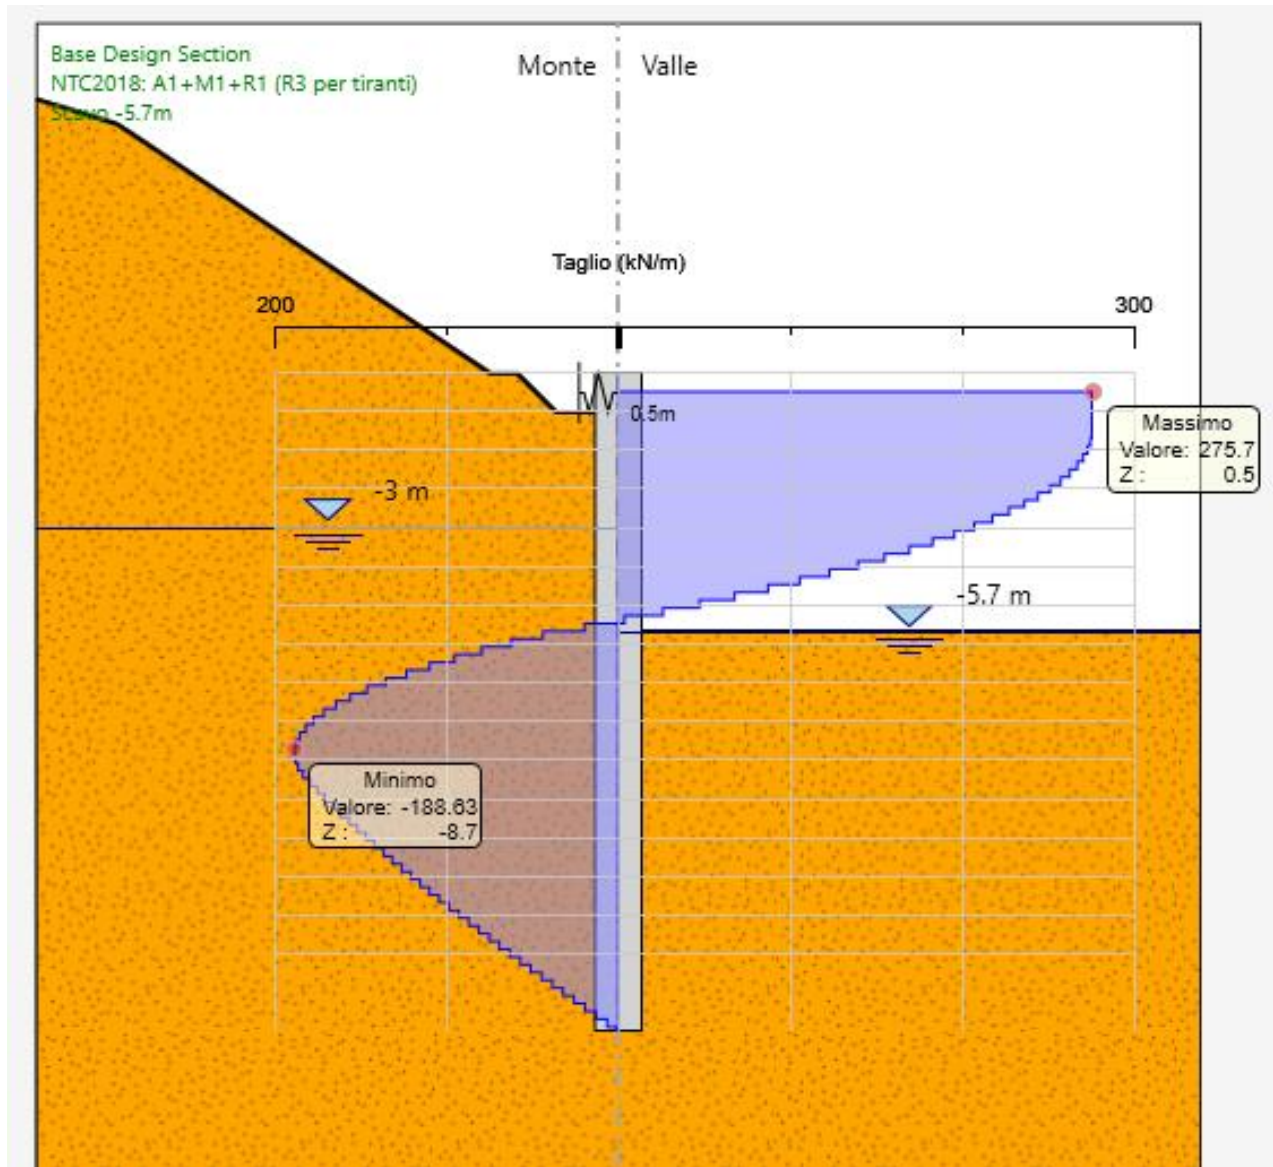 Base Design Section
NTC2018: A1+M1+R1 (R3 per tiranti)
Scavo -5.7m
Monte
Valle
Taglio (kN/m)
200
300
0.5m
Massimo
Valore: 275.7
Z : 0.5
-3 m
-5.7 m
Minimo
Valore: -188.63
Z : -8.7